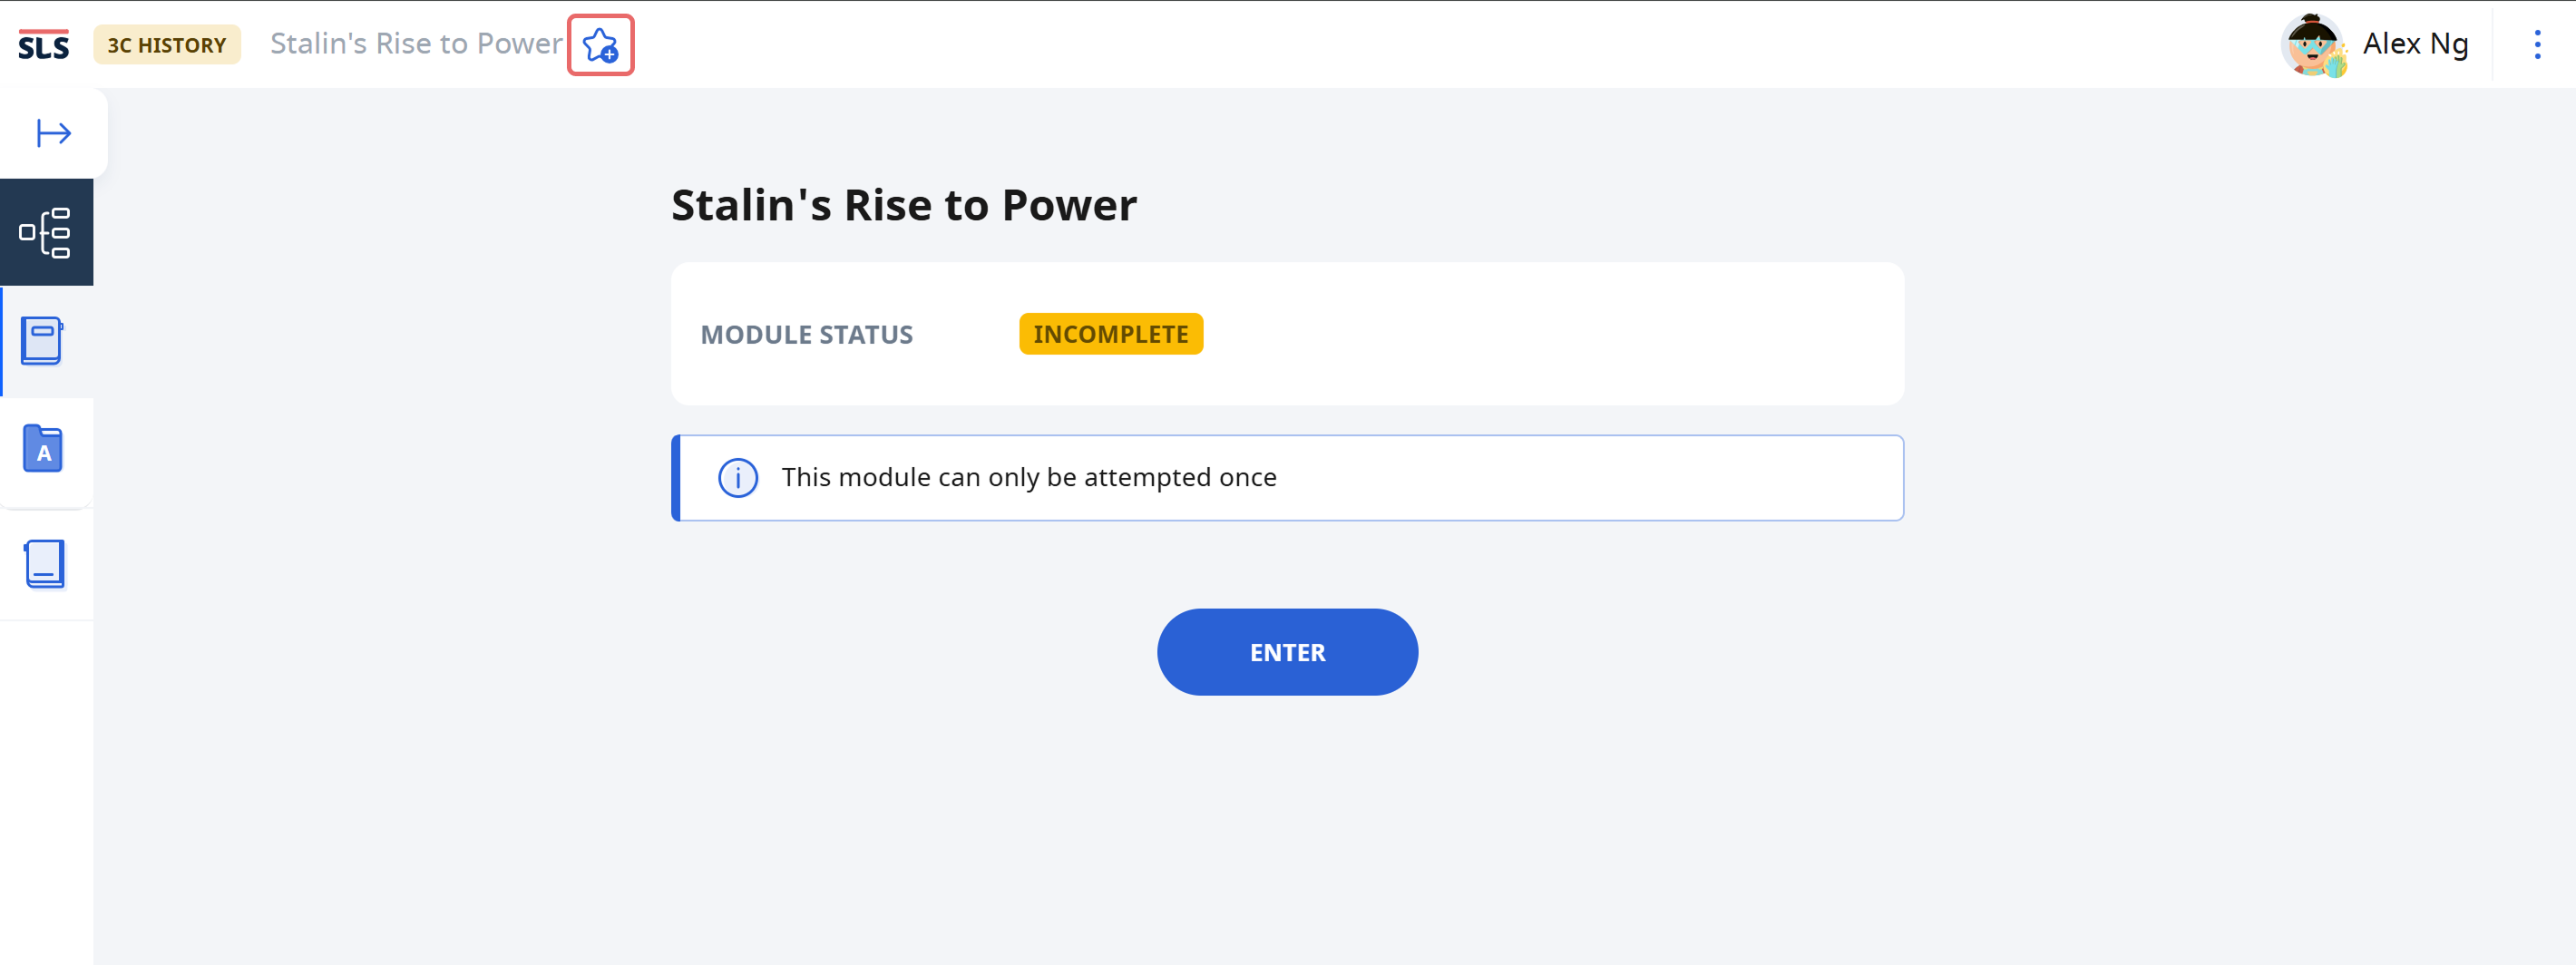 SLS
3C HISTORY
Stalin's Rise to Power
Alex Ng
Stalin's Rise to Power
MODULE STATUS
INCOMPLETE
A
This module can only be attempted once
ENTER